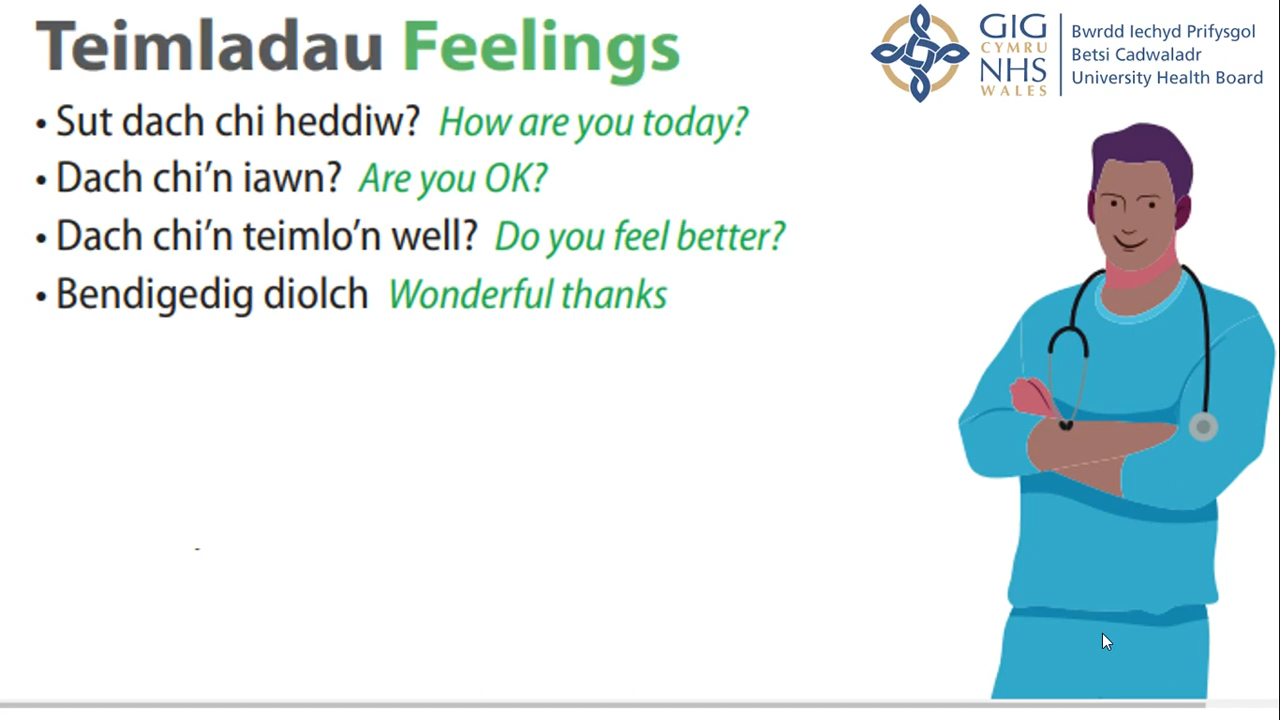 Teimladau Feelings
• Sut dach chi heddiw? How are you today?
• Dach chi'n iawn? Are you OK?
• Dach chi'n teimlo'n well? Do you feel better?
• Bendigedig diolch Wonderful thanks
GIG
CYMRU
NHS
WALES
Bwrdd Iechyd Prifysgol
Betsi Cadwaladr
University Health Board